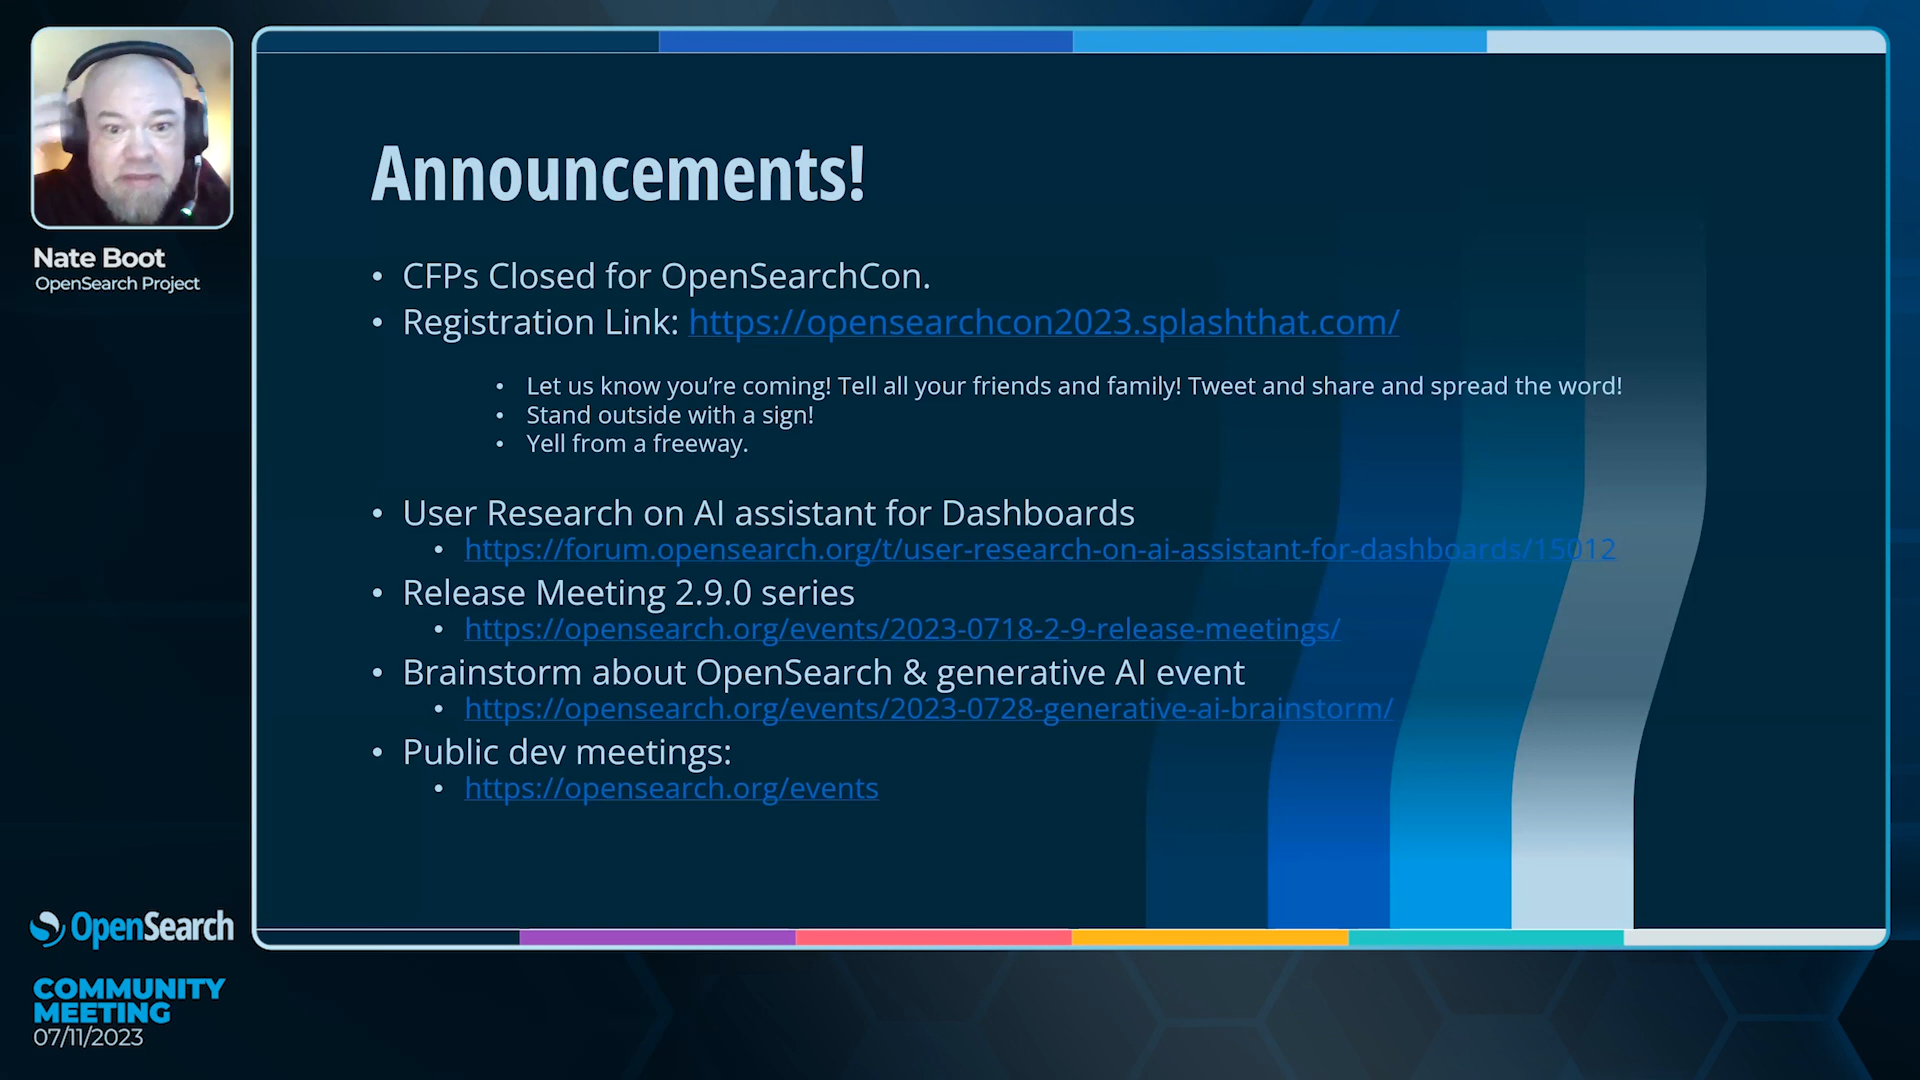 Nate Boot
OpenSearch Project
Announcements!
• CFPs Closed for OpenSearchCon.
• Registration Link: https://opensearchcon2023.splashthat.com/
• Let us know you’re coming! Tell all your friends and family! Tweet and share and spread the word!
• Stand outside with a sign!
• Yell from a freeway.
• User Research on AI assistant for Dashboards
• https://forum.opensearch.org/t/user-research-on-ai-assistant-for-dashboards/15012
• Release Meeting 2.9.0 series
• https://opensearch.org/events/2023-0718-2-9-release-meetings/
• Brainstorm about OpenSearch & generative AI event
• https://opensearch.org/events/2023-0728-generative-ai-brainstorm/
• Public dev meetings:
• https://opensearch.org/events
OpenSearch
COMMUNITY
MEETING
07/11/2023